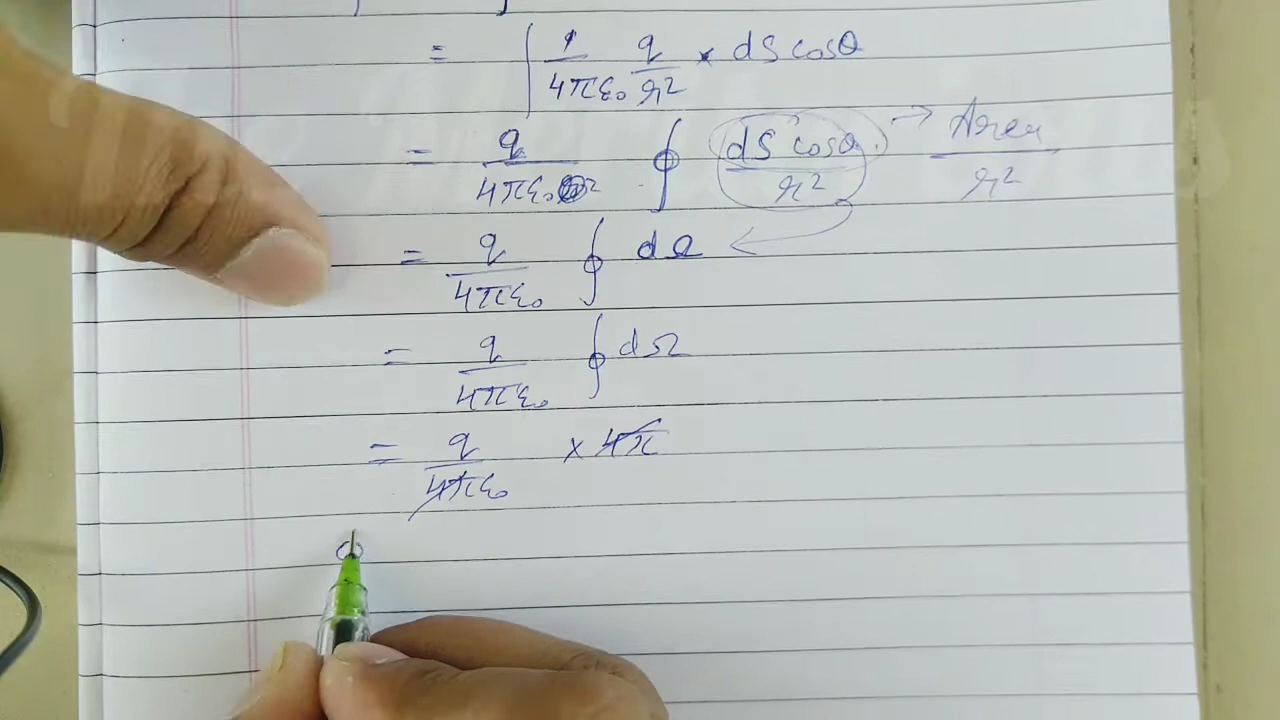 = ∫ 1/4πε₀ q/r² × dS cosθ
= q/4πε₀ ∮ dS cosθ/r² → Area/r²
= q/4πε₀ ∮ dΩ ←
= q/4πε₀ ∮ dΩ
= q/4πε₀ × 4π